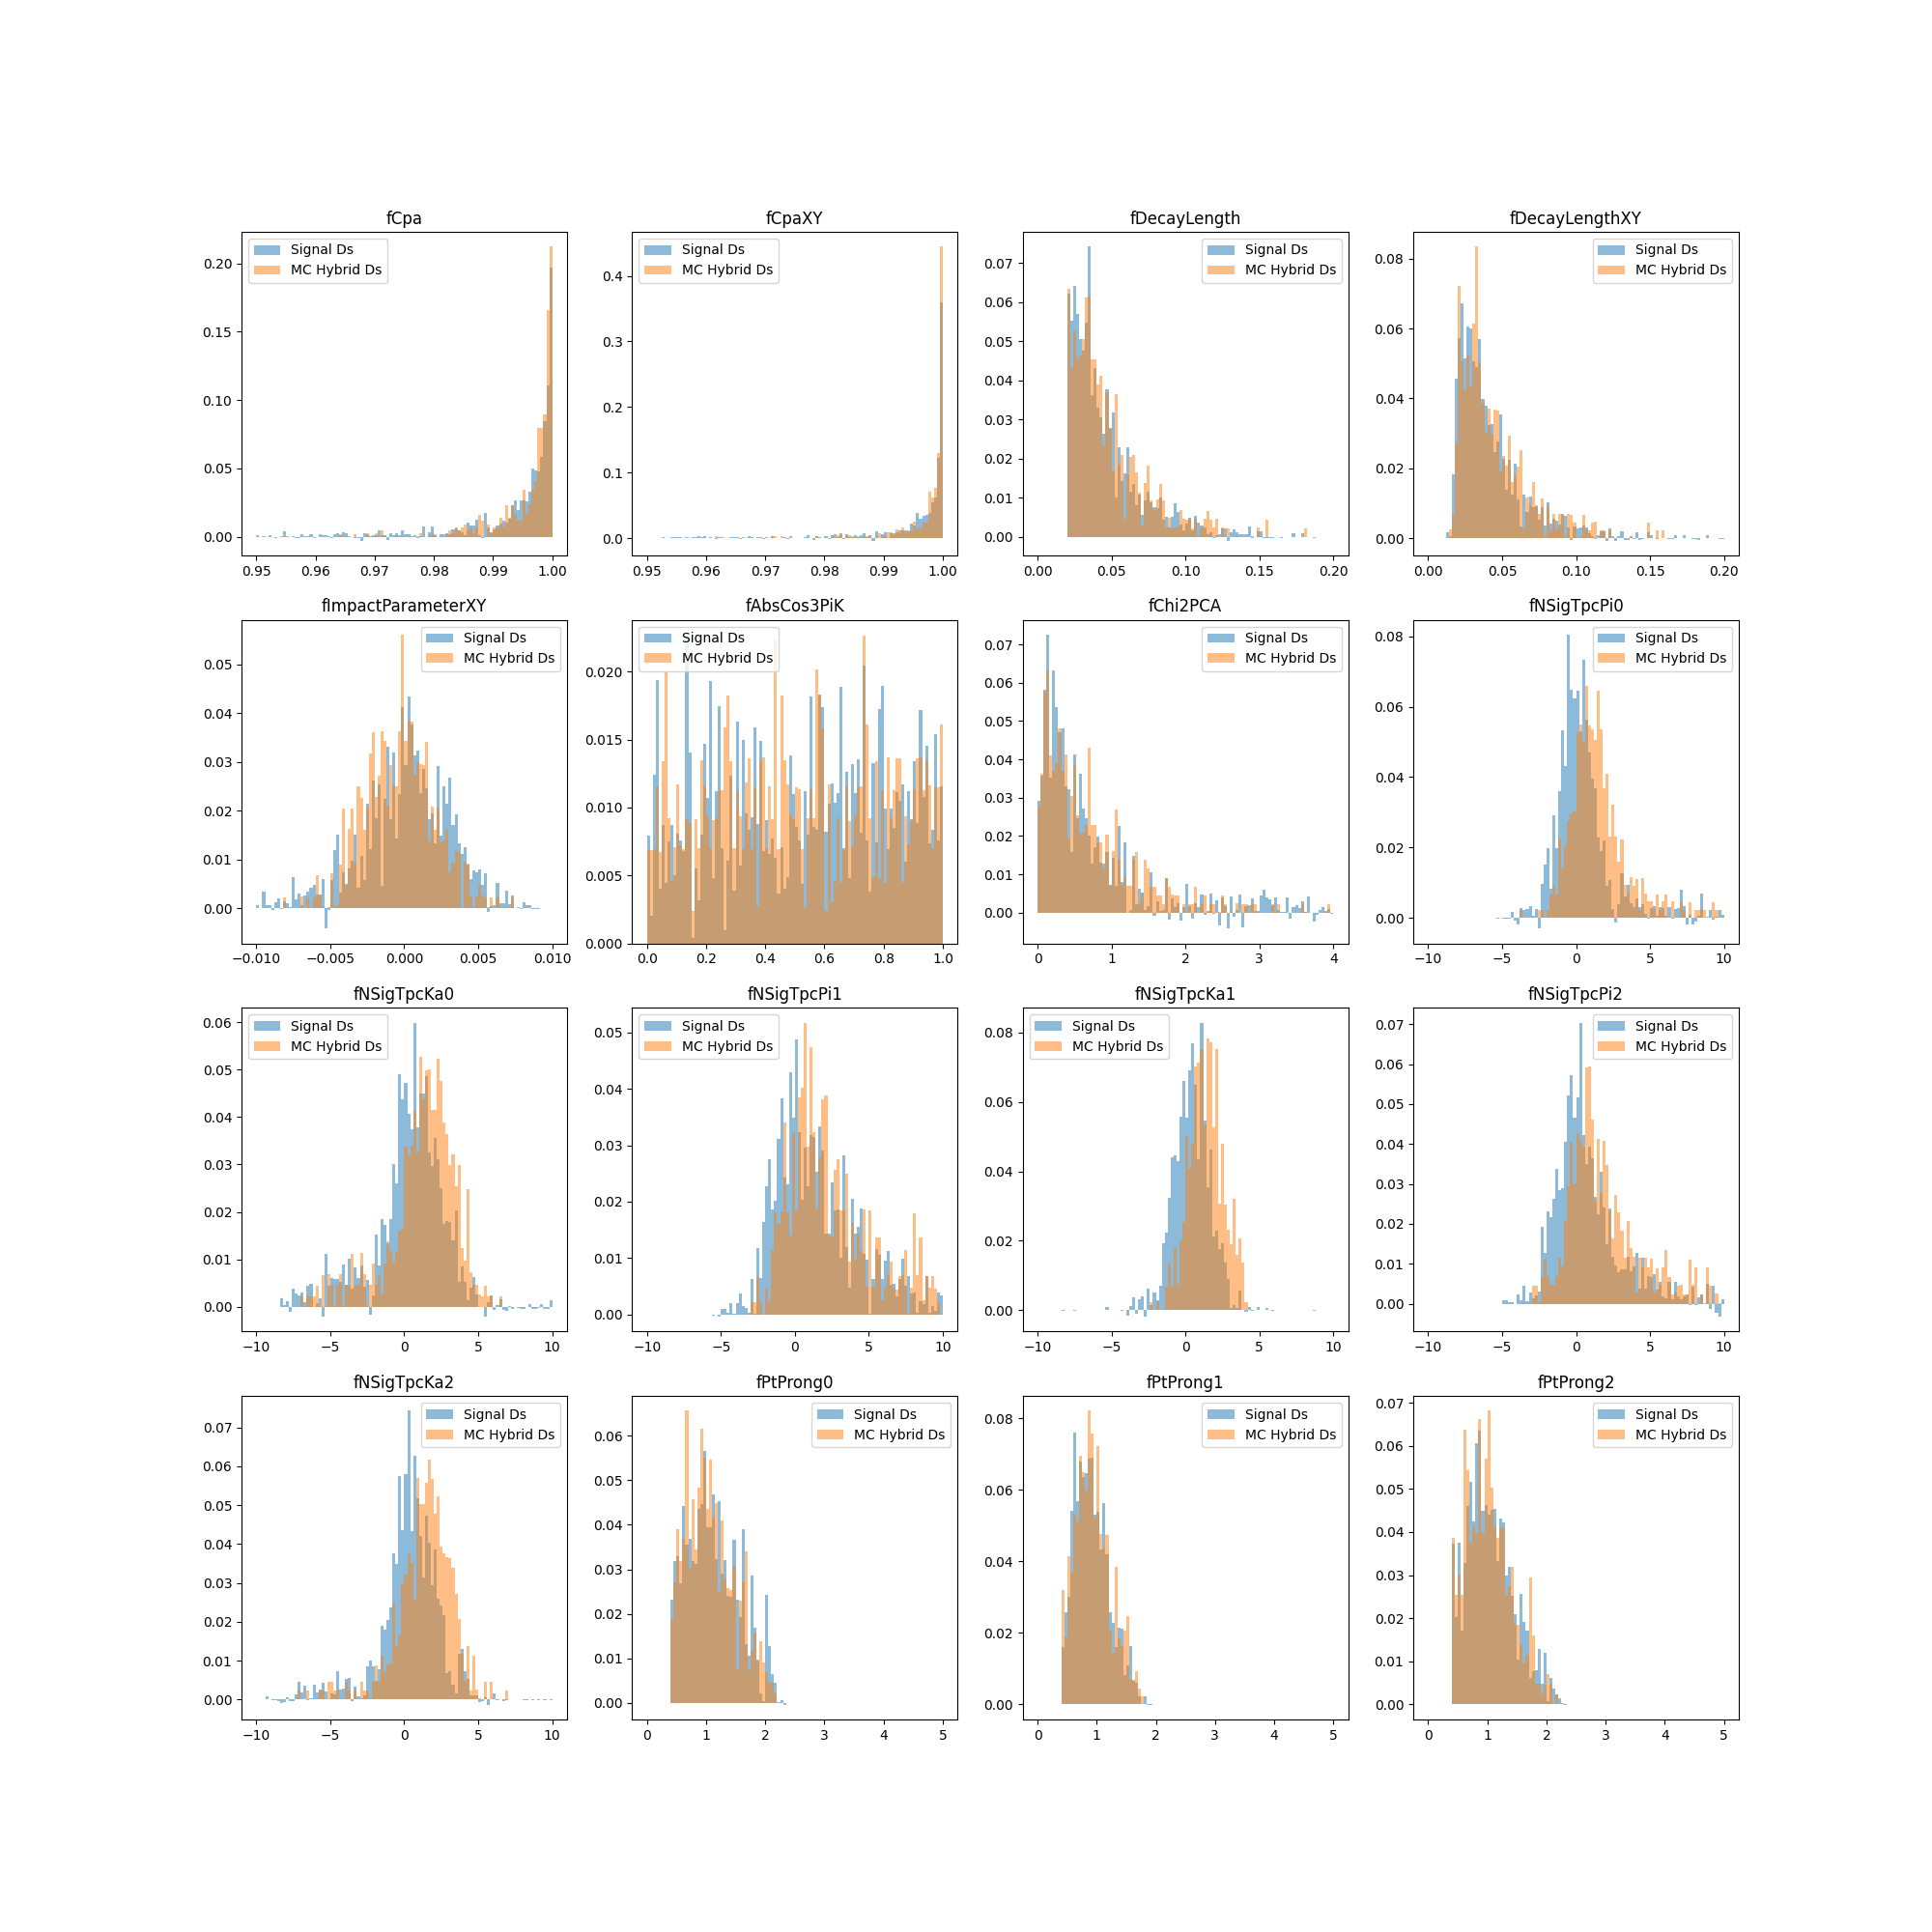 fCpa
Signal Ds
MC Hybrid Ds
0.20
0.15
0.10
0.05
0.00
0.95 0.96 0.97 0.98 0.99 1.00
fCpaXY
Signal Ds
MC Hybrid Ds
0.4
0.3
0.2
0.1
0.0
0.95 0.96 0.97 0.98 0.99 1.00
fDecayLength
Signal Ds
MC Hybrid Ds
0.07
0.06
0.05
0.04
0.03
0.02
0.01
0.00
0.00 0.05 0.10 0.15 0.20
fDecayLengthXY
Signal Ds
MC Hybrid Ds
0.08
0.06
0.04
0.02
0.00
0.00 0.05 0.10 0.15 0.20
fImpactParameterXY
Signal Ds
MC Hybrid Ds
0.05
0.04
0.03
0.02
0.01
0.00
−0.010 −0.005 0.000 0.005 0.010
fAbsCos3PiK
Signal Ds
MC Hybrid Ds
0.020
0.015
0.010
0.005
0.000
0.0 0.2 0.4 0.6 0.8 1.0
fChi2PCA
Signal Ds
MC Hybrid Ds
0.07
0.06
0.05
0.04
0.03
0.02
0.01
0.00
0 1 2 3 4
fNSigTpcPi0
Signal Ds
MC Hybrid Ds
0.08
0.06
0.04
0.02
0.00
−10 −5 0 5 10
fNSigTpcKa0
Signal Ds
MC Hybrid Ds
0.06
0.05
0.04
0.03
0.02
0.01
0.00
−10 −5 0 5 10
fNSigTpcPi1
Signal Ds
MC Hybrid Ds
0.05
0.04
0.03
0.02
0.01
0.00
−10 −5 0 5 10
fNSigTpcKa1
Signal Ds
MC Hybrid Ds
0.08
0.06
0.04
0.02
0.00
−10 −5 0 5 10
fNSigTpcPi2
Signal Ds
MC Hybrid Ds
0.07
0.06
0.05
0.04
0.03
0.02
0.01
0.00
−10 −5 0 5 10
fNSigTpcKa2
Signal Ds
MC Hybrid Ds
0.07
0.06
0.05
0.04
0.03
0.02
0.01
0.00
−10 −5 0 5 10
fPtProng0
Signal Ds
MC Hybrid Ds
0.06
0.05
0.04
0.03
0.02
0.01
0.00
0 1 2 3 4 5
fPtProng1
Signal Ds
MC Hybrid Ds
0.08
0.06
0.04
0.02
0.00
0 1 2 3 4 5
fPtProng2
Signal Ds
MC Hybrid Ds
0.07
0.06
0.05
0.04
0.03
0.02
0.01
0.00
0 1 2 3 4 5